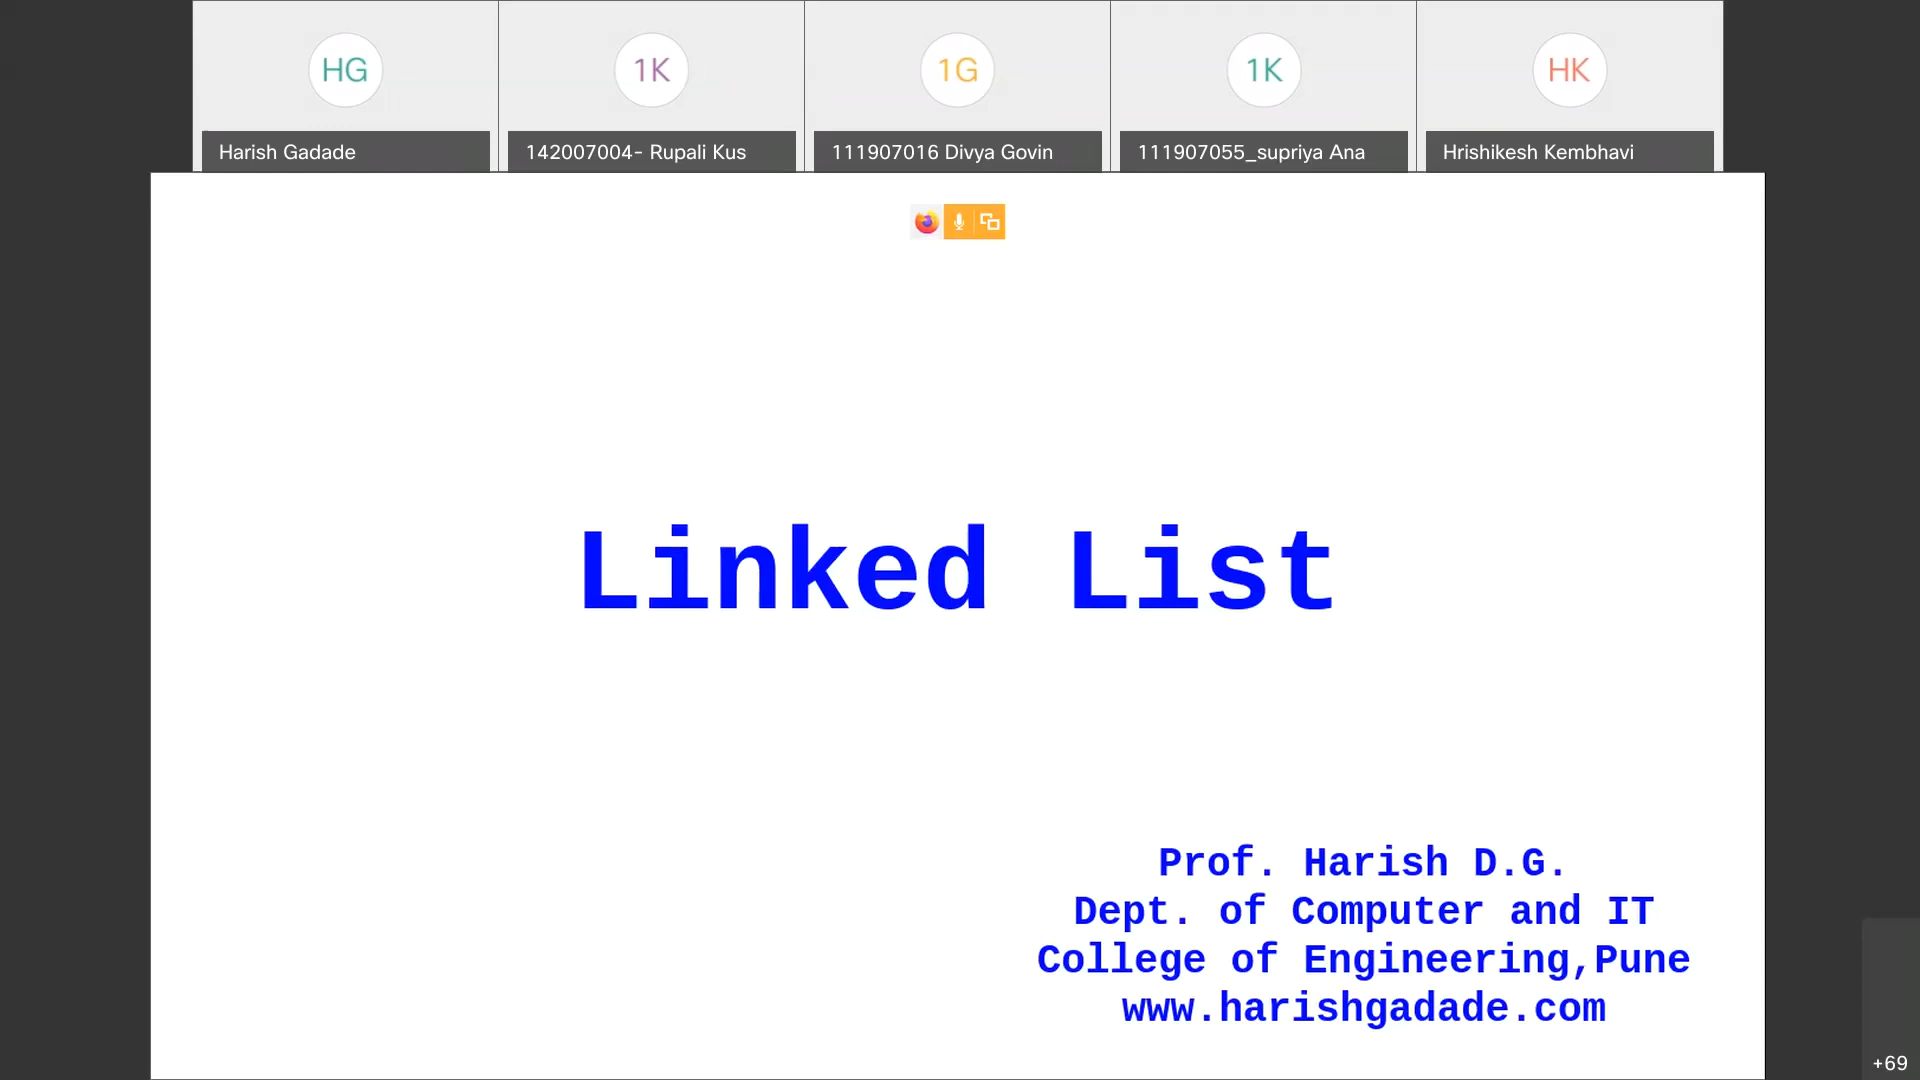 HG
1K
1G
1K
HK
Harish Gadade
142007004- Rupali Kus
111907016 Divya Govin
111907055_supriya Ana
Hrishikesh Kembhavi
Linked List
Prof. Harish D.G.
Dept. of Computer and IT
College of Engineering,Pune
www.harishgadade.com
+69